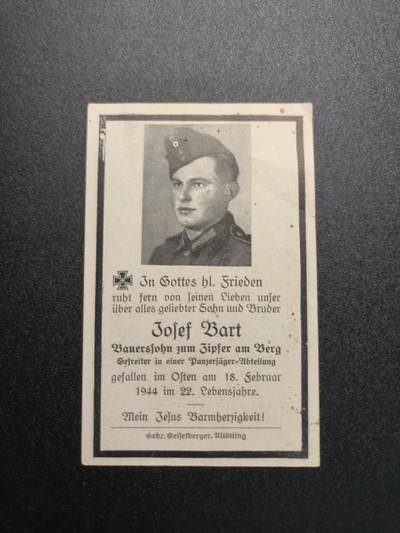 In Gottes hl. Frieden
ruht fern von seinen Lieben unser
über alles geliebter Sohn und Bruder
Josef Bart
Bauerssohn zum Zipfer am Berg
Gefreiter in einer Panzerjäger-Abteilung
gefallen im Osten am 18. Februar
1944 im 22. Lebensjahre.
Mein Jesus Barmherzigkeit!
Gebr. Geiselberger, Altötting